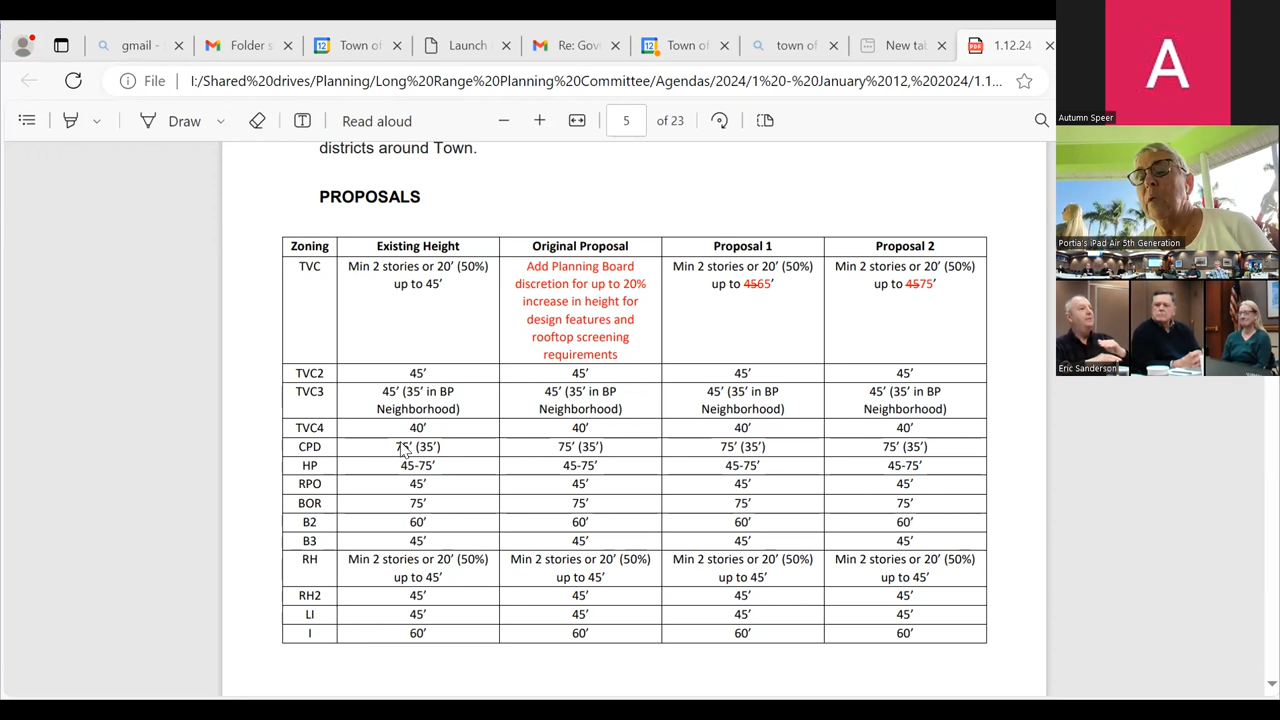 gmail -
Folder s
12 Town of
Launch
Re: Gov
12 Town of
town of
New tab
PDF 1.12.24
File I:/Shared%20drives/Planning/Long%20Range%20Planning%20Committee/Agendas/2024/1%20-%20January%2012,%202024/1.1...
Draw Read aloud 5 of 23
A
Autumn Speer
Portia's iPad Air 5th Generation
Eric Sanderson
districts around Town.
PROPOSALS
Zoning Existing Height Original Proposal Proposal 1 Proposal 2
TVC Min 2 stories or 20’ (50%) Add Planning Board Min 2 stories or 20’ (50%) Min 2 stories or 20’ (50%)
up to 45’ discretion for up to 20% up to 4565’ up to 4575’
increase in height for
design features and
rooftop screening
requirements
TVC2 45’ 45’ 45’ 45’
TVC3 45’ (35’ in BP 45’ (35’ in BP 45’ (35’ in BP 45’ (35’ in BP
Neighborhood) Neighborhood) Neighborhood) Neighborhood)
TVC4 40’ 40’ 40’ 40’
CPD 75’ (35’) 75’ (35’) 75’ (35’) 75’ (35’)
HP 45-75’ 45-75’ 45-75’ 45-75’
RPO 45’ 45’ 45’ 45’
BOR 75’ 75’ 75’ 75’
B2 60’ 60’ 60’ 60’
B3 45’ 45’ 45’ 45’
RH Min 2 stories or 20’ (50%) Min 2 stories or 20’ (50%) Min 2 stories or 20’ (50%) Min 2 stories or 20’ (50%)
up to 45’ up to 45’ up to 45’ up to 45’
RH2 45’ 45’ 45’ 45’
LI 45’ 45’ 45’ 45’
I 60’ 60’ 60’ 60’